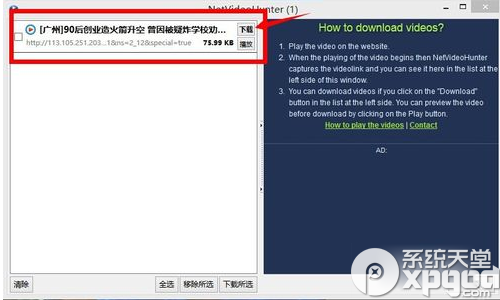 NetVideoHunter (1)
[广州]90后创业造火箭升空 曾因被疑炸学校劝... 下载
http://113.105.251.203...1&ns=2_12&special=true 75.99 KB 播放
清除 全选 移除所选 下载所选
How to download videos?
1. Play the video on the website.
2. When the playing of the video begins then NetVideoHunter
captures the videolink and you can see it here in the list at the
left side of this window.
3. You can download videos if you click on the "Download"
button in the list at the left side. You can preview the video
before download by clicking on the Play button.
How to play the videos | Contact
AD:
系统天堂
xpgod
.com